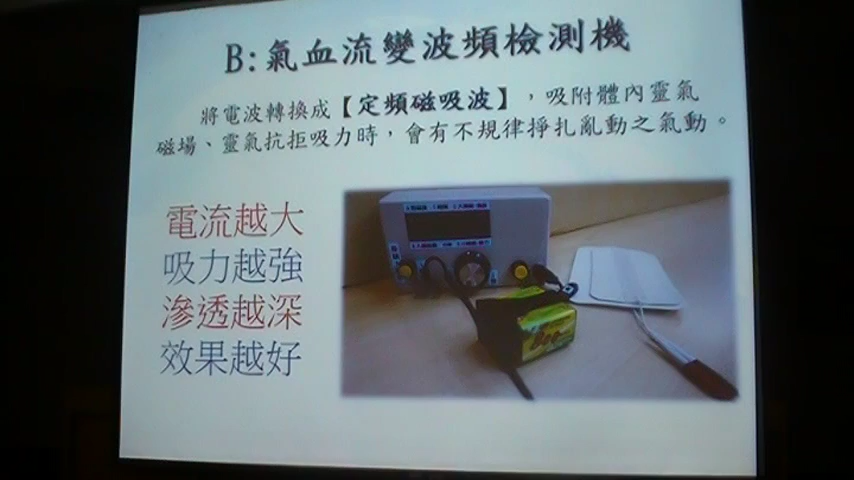 B:氣血流變波頻檢測機
將電波轉換成【定頻磁吸波】，吸附體內靈氣
磁場、靈氣抗拒吸力時，會有不規律掙扎亂動之氣動。
電流越大
吸力越強
滲透越深
效果越好